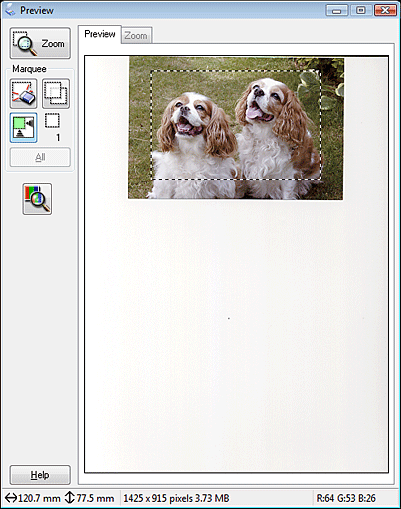 Preview
Zoom
Preview
Zoom
Marquee
1
All
Help
120.7 mm 77.5 mm
1425 x 915 pixels 3.73 MB
R:64 G:53 B:26